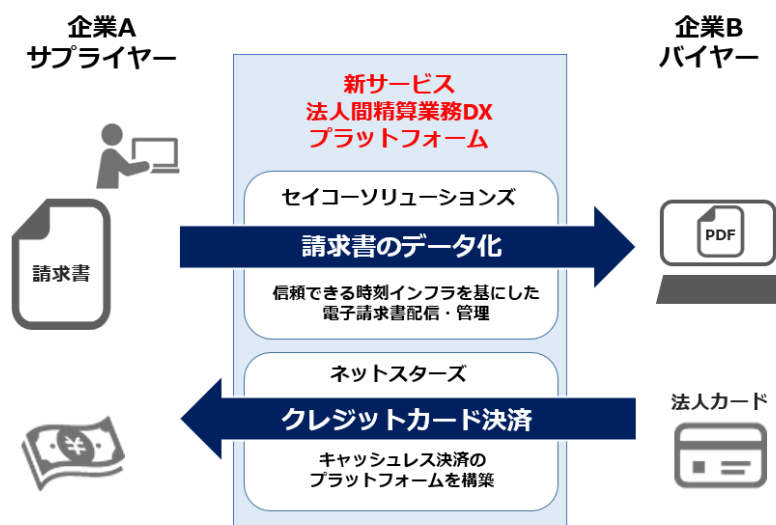 企業A
サプライヤー
企業B
バイヤー
新サービス
法人間精算業務DX
プラットフォーム
セイコーソリューションズ
請求書のデータ化
信頼できる時刻インフラを基にした
電子請求書配信・管理
請求書
PDF
ネットスターズ
クレジットカード決済
キャッシュレス決済の
プラットフォームを構築
¥
法人カード